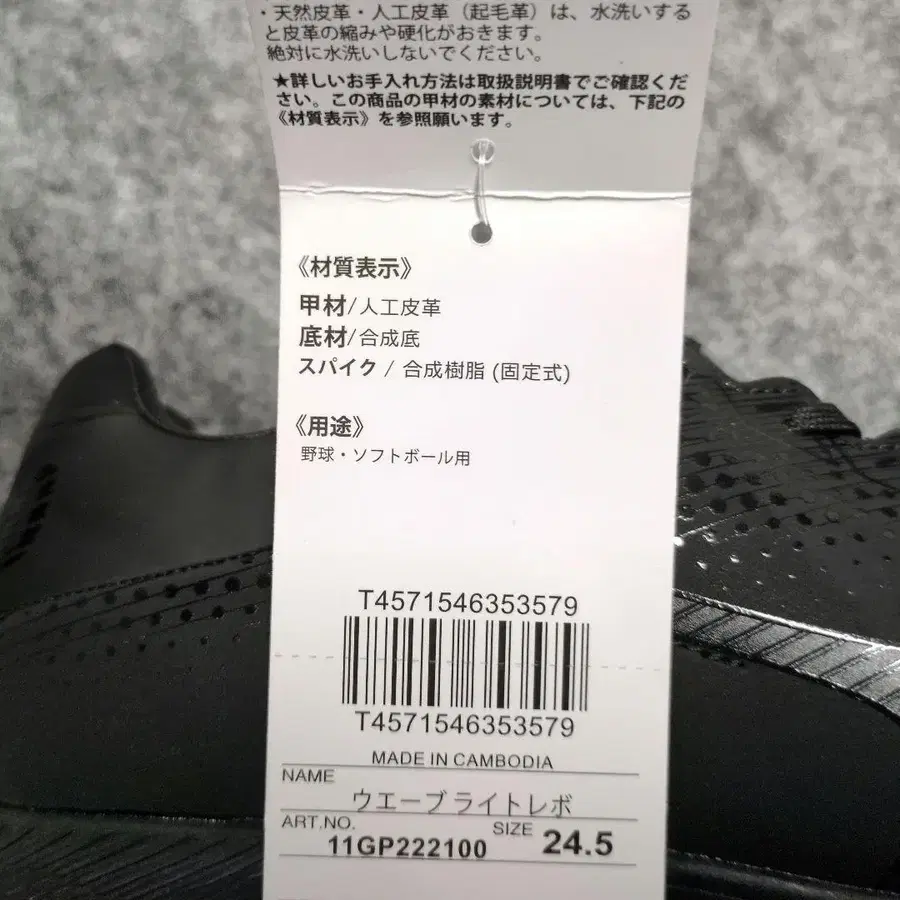 ・天然皮革・人工皮革（起毛革）は、水洗いする
と皮革の縮みや硬化がおきます。
絶対に水洗いしないでください。
★詳しいお手入れ方法は取扱説明書でご確認くだ
さい。この商品の甲材の素材については、下記の
《材質表示》を参照願います。
《材質表示》
甲材/人工皮革
底材/合成底
スパイク / 合成樹脂 (固定式)
《用途》
野球・ソフトボール用
T4571546353579
T4571546353579
MADE IN CAMBODIA
NAME
ウエーブライトレボ
ART.NO. 11GP222100 SIZE 24.5